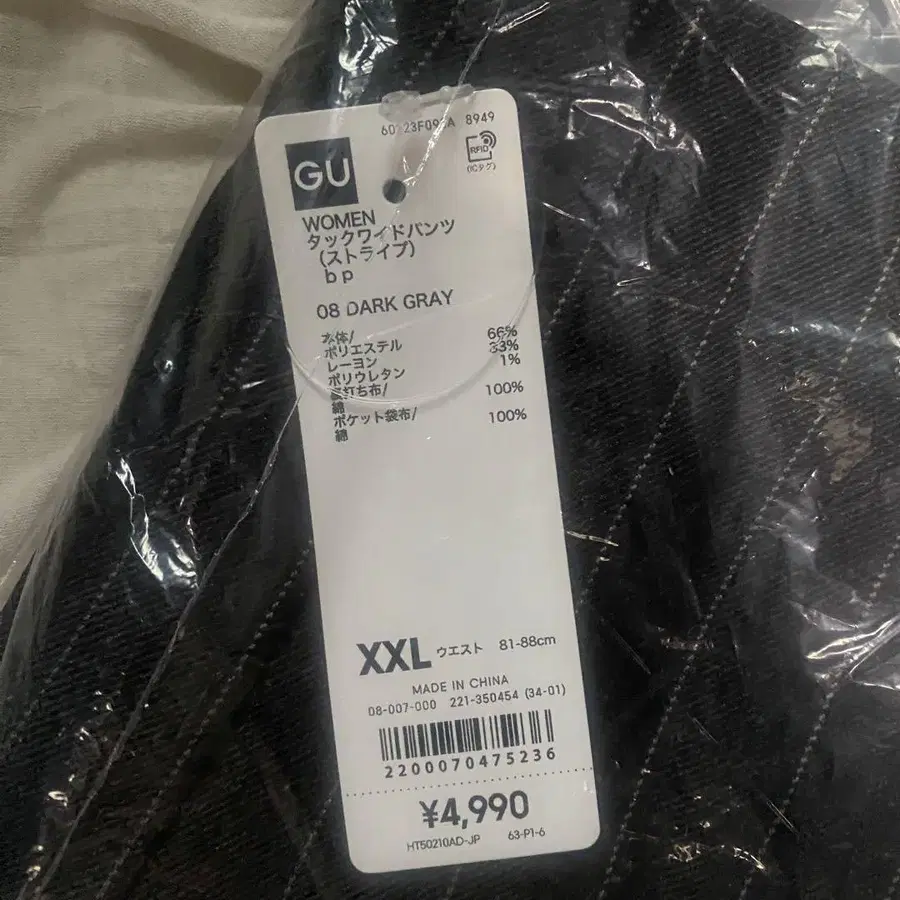 8949
RFID
(ICタグ)
GU
WOMEN
タックワイドパンツ
(ストライプ)
bp
08 DARK GRAY
本体/
ポリエステル 66%
レーヨン 33%
ポリウレタン 1%
打ち布/
綿 100%
ポケット袋布/
綿 100%
XXL ウエスト 81-88cm
MADE IN CHINA
08-007-000 221-350454 (34-01)
2200070475236
¥4,990
HT50210AD-JP 63-P1-6